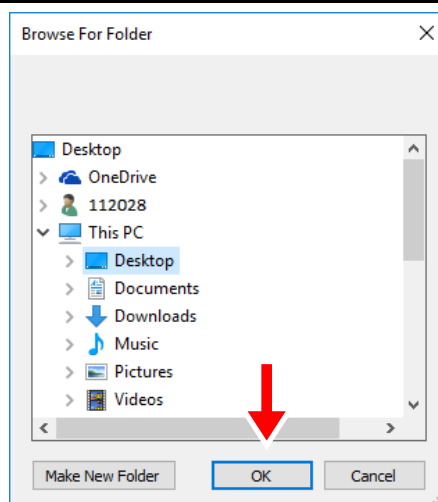 Browse For Folder
Desktop
OneDrive
112028
This PC
Desktop
Documents
Downloads
Music
Pictures
Videos
Make New Folder OK Cancel